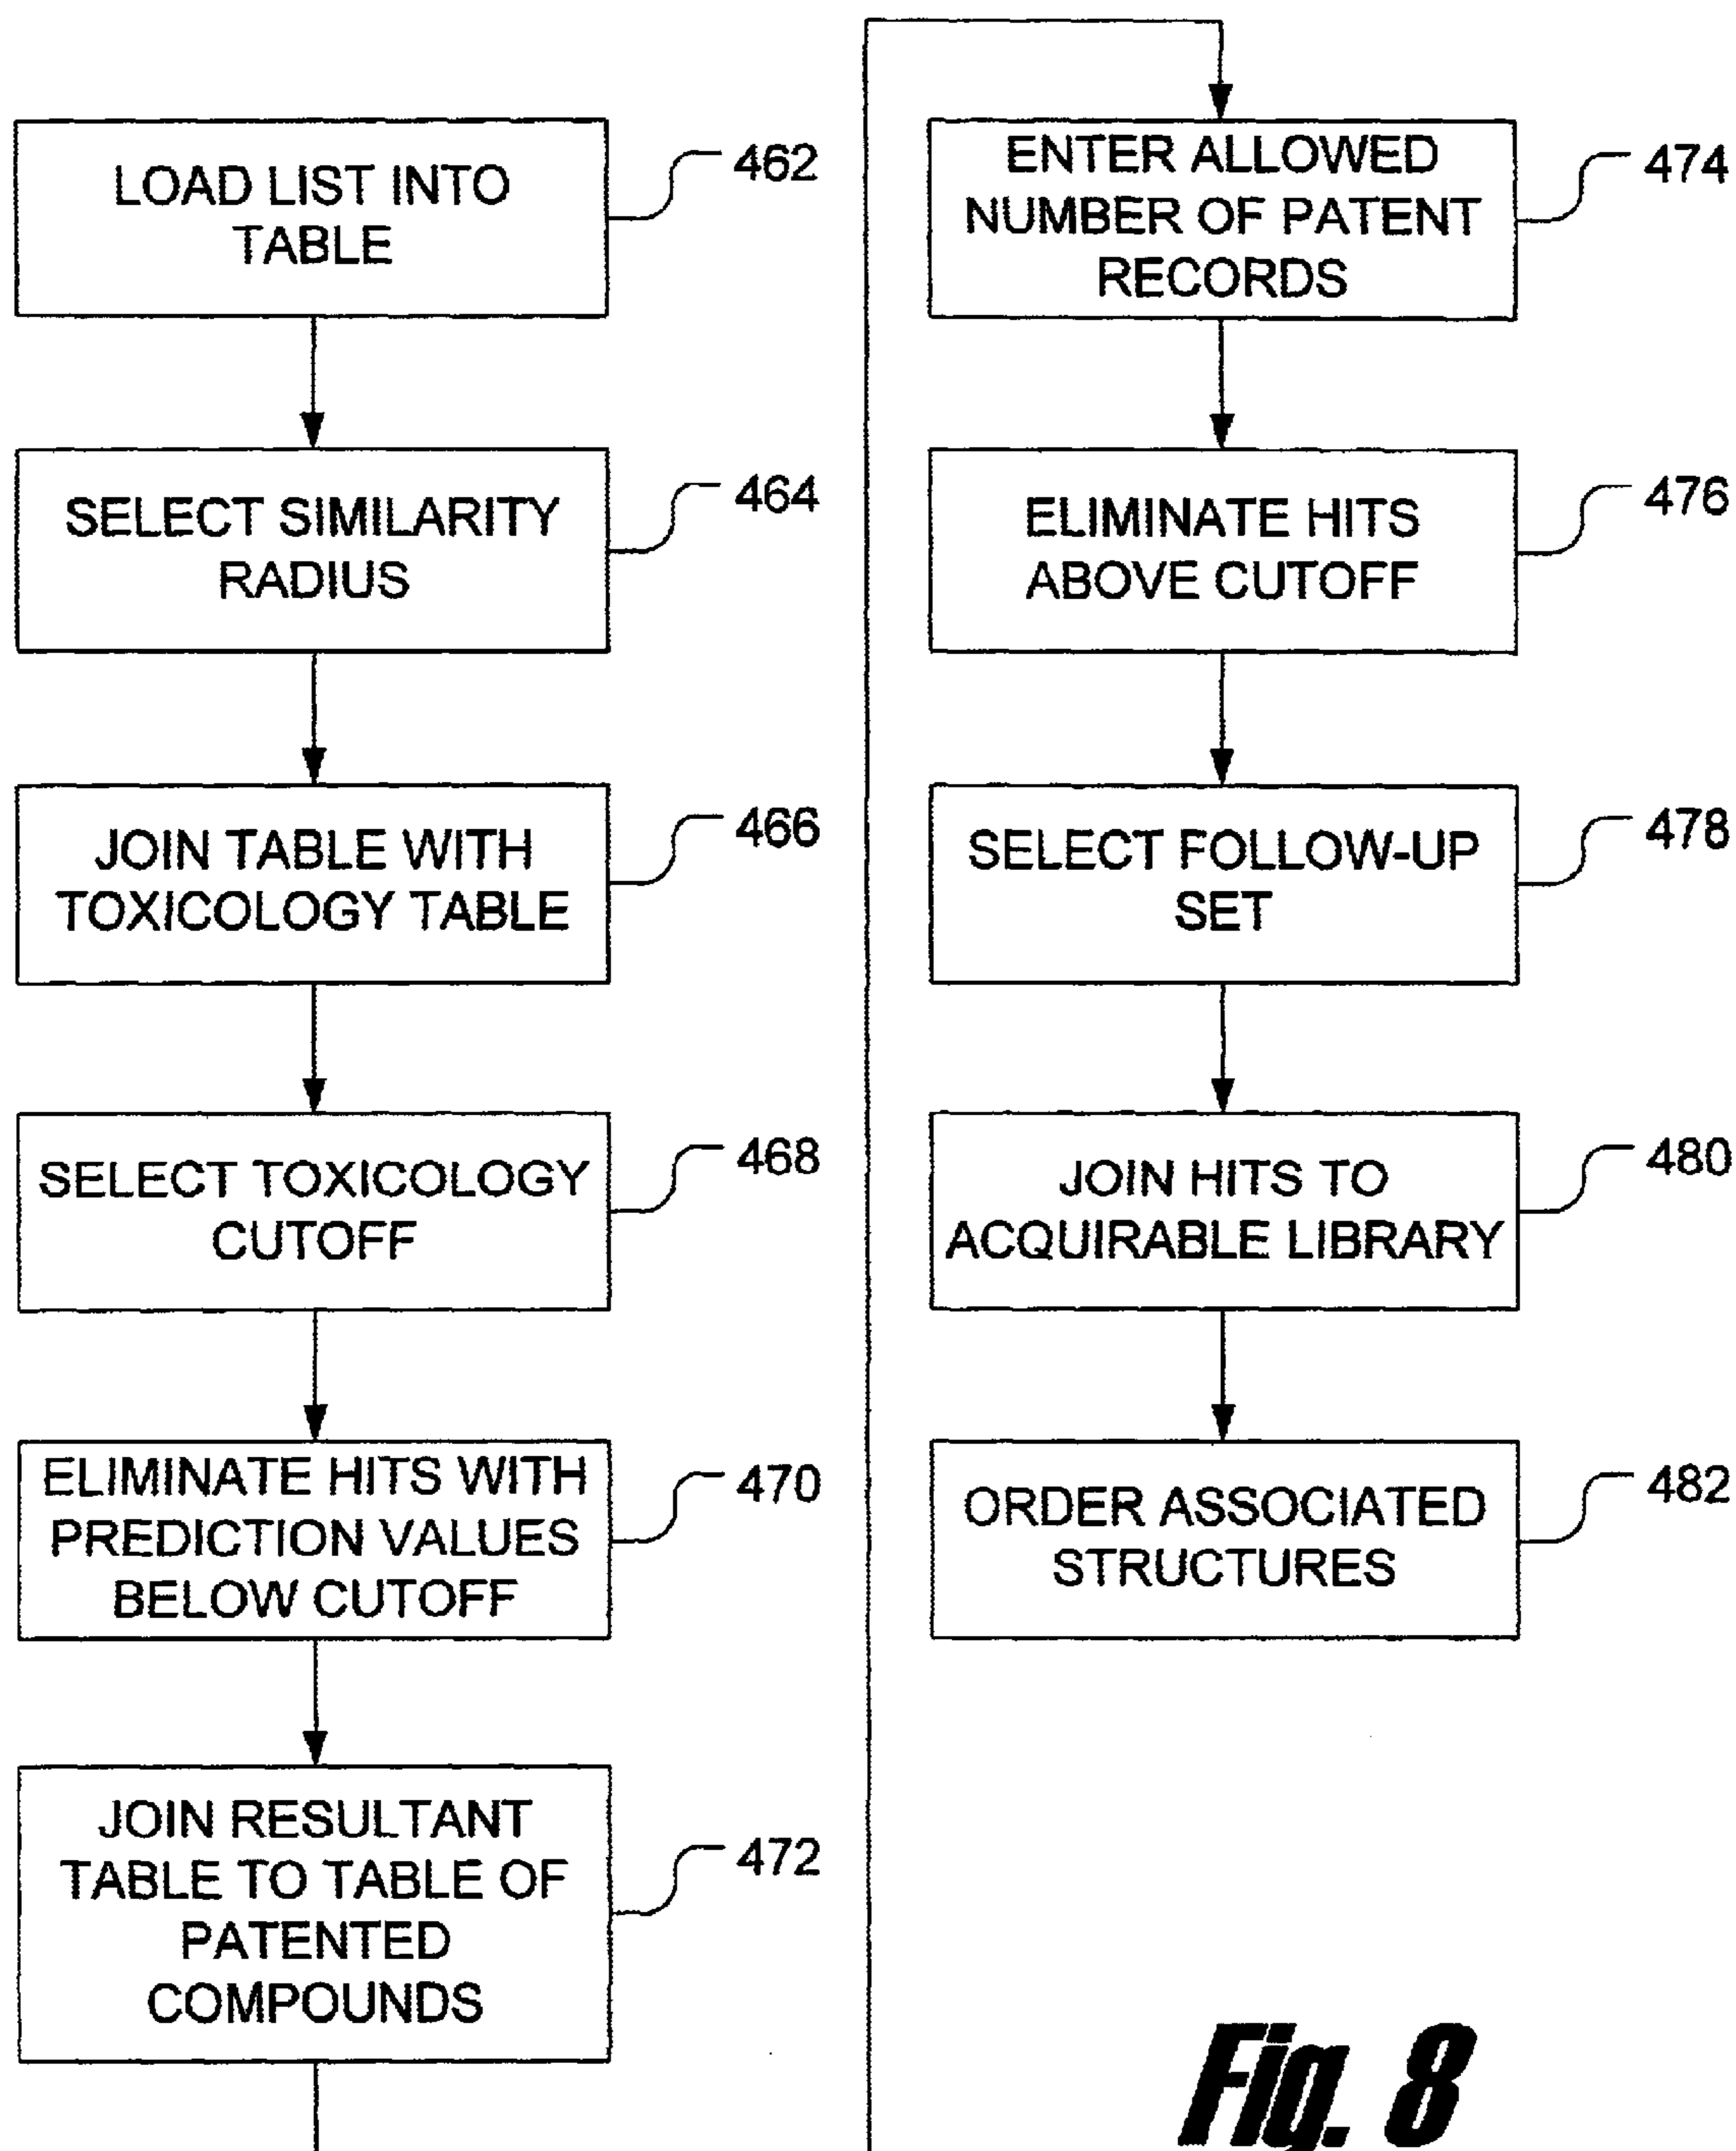 LOAD LIST INTO
TABLE
462
SELECT SIMILARITY
RADIUS
464
JOIN TABLE WITH
TOXICOLOGY TABLE
466
SELECT TOXICOLOGY
CUTOFF
468
ELIMINATE HITS WITH
PREDICTION VALUES
BELOW CUTOFF
470
JOIN RESULTANT
TABLE TO TABLE OF
PATENTED
COMPOUNDS
472
ENTER ALLOWED
NUMBER OF PATENT
RECORDS
474
ELIMINATE HITS
ABOVE CUTOFF
476
SELECT FOLLOW-UP
SET
478
JOIN HITS TO
ACQUIRABLE LIBRARY
480
ORDER ASSOCIATED
STRUCTURES
482
Fig. 8